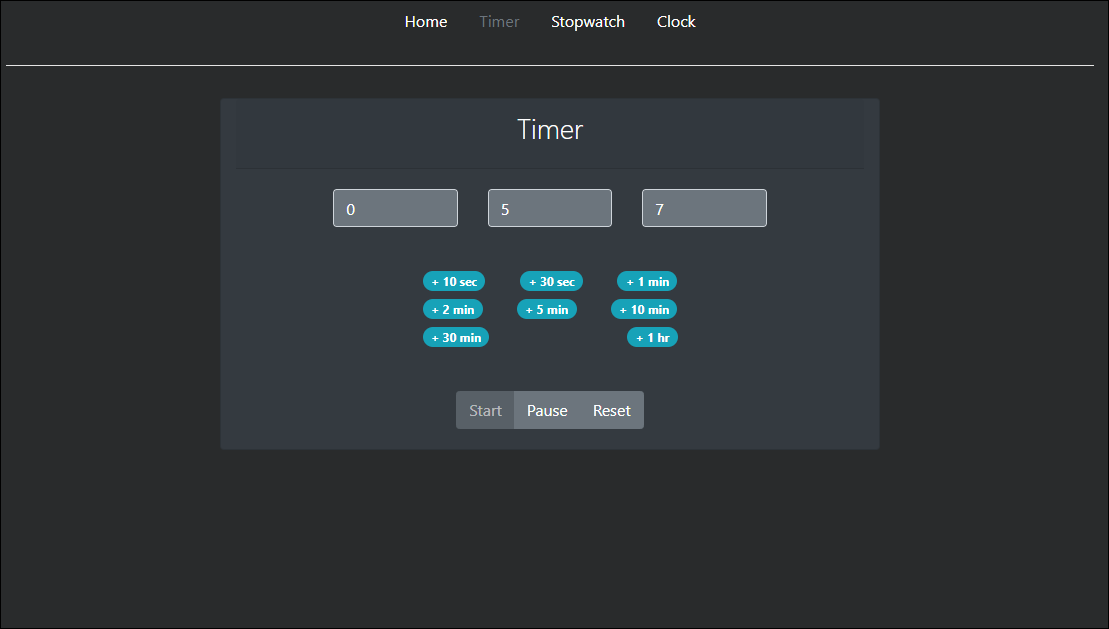 Home Timer Stopwatch Clock
Timer
0 5 7
+ 10 sec + 30 sec + 1 min
+ 2 min + 5 min + 10 min
+ 30 min + 1 hr
Start Pause Reset